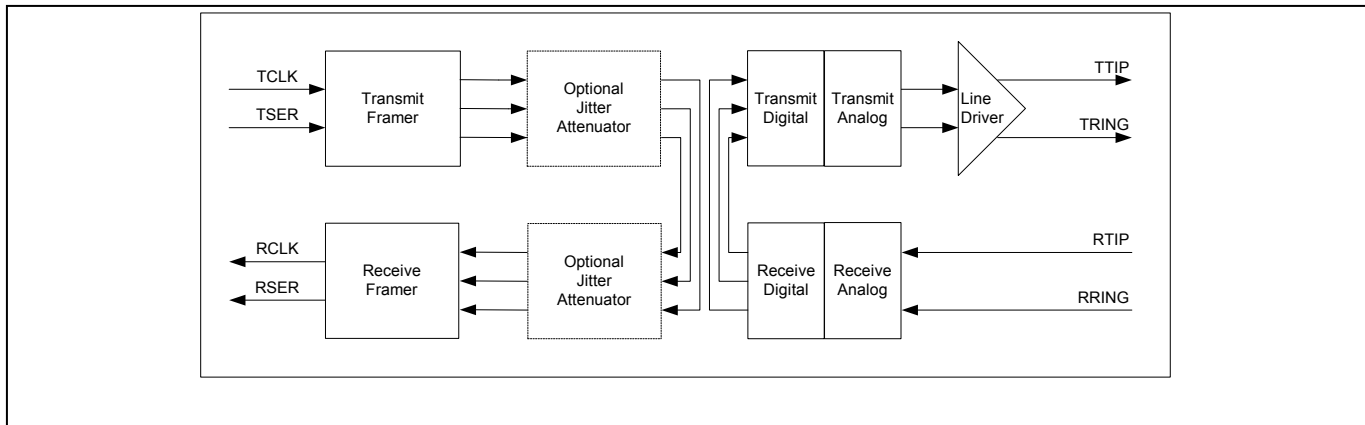 TCLK
TSER
Transmit
Framer
Optional
Jitter
Attenuator
Transmit
Digital
Transmit
Analog
Line
Driver
TTIP
TRING
RCLK
RSER
Receive
Framer
Optional
Jitter
Attenuator
Receive
Digital
Receive
Analog
RTIP
RRING